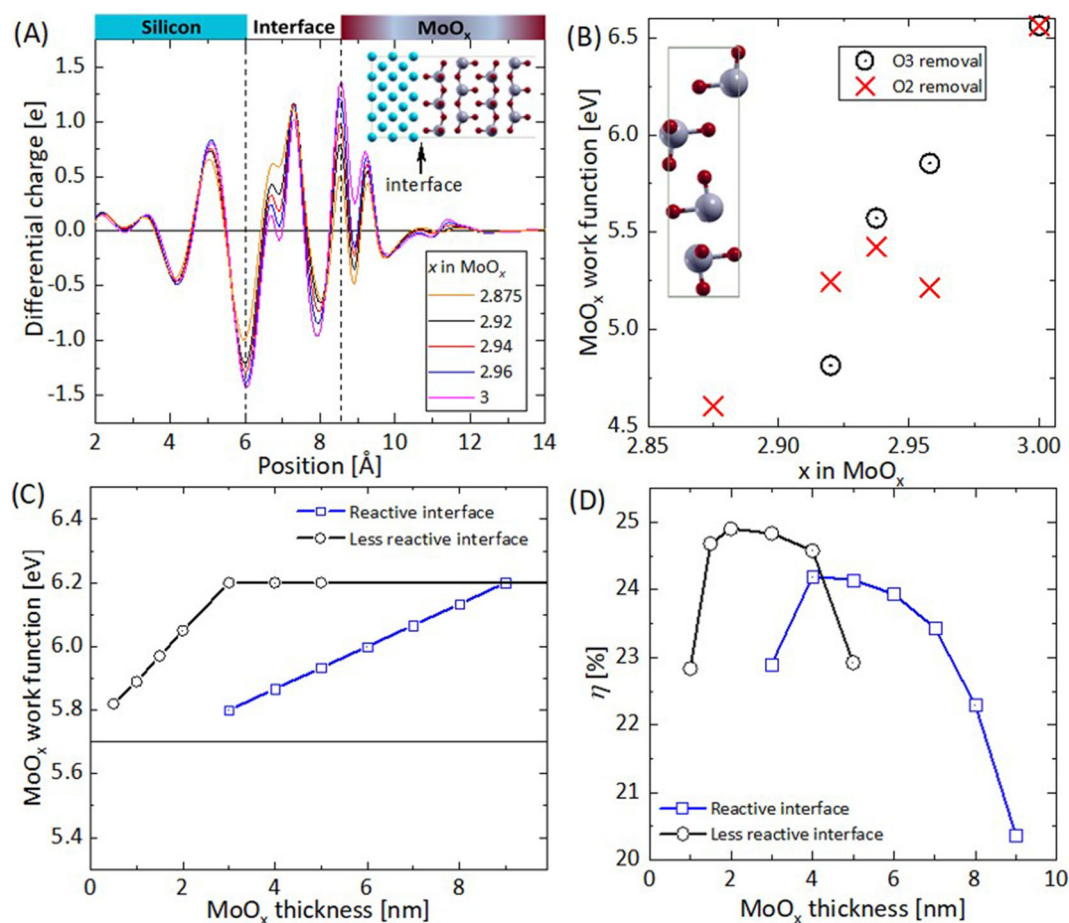 (A)
Silicon Interface MoOₓ
Differential charge [e]
1.5
1.0
0.5
0.0
-0.5
-1.0
-1.5
interface
x in MoOₓ
2.875
2.92
2.94
2.96
3
2 4 6 8 10 12 14
Position [Å]
(B)
MoOₓ work function [eV]
6.5
6.0
5.5
5.0
4.5
O3 removal
O2 removal
2.85 2.90 2.95 3.00
x in MoOₓ
(C)
MoOₓ work function [eV]
6.4
6.2
6.0
5.8
5.6
5.4
Reactive interface
Less reactive interface
0 2 4 6 8
MoOₓ thickness [nm]
(D)
η [%]
25
24
23
22
21
20
Reactive interface
Less reactive interface
0 2 4 6 8 10
MoOₓ thickness [nm]